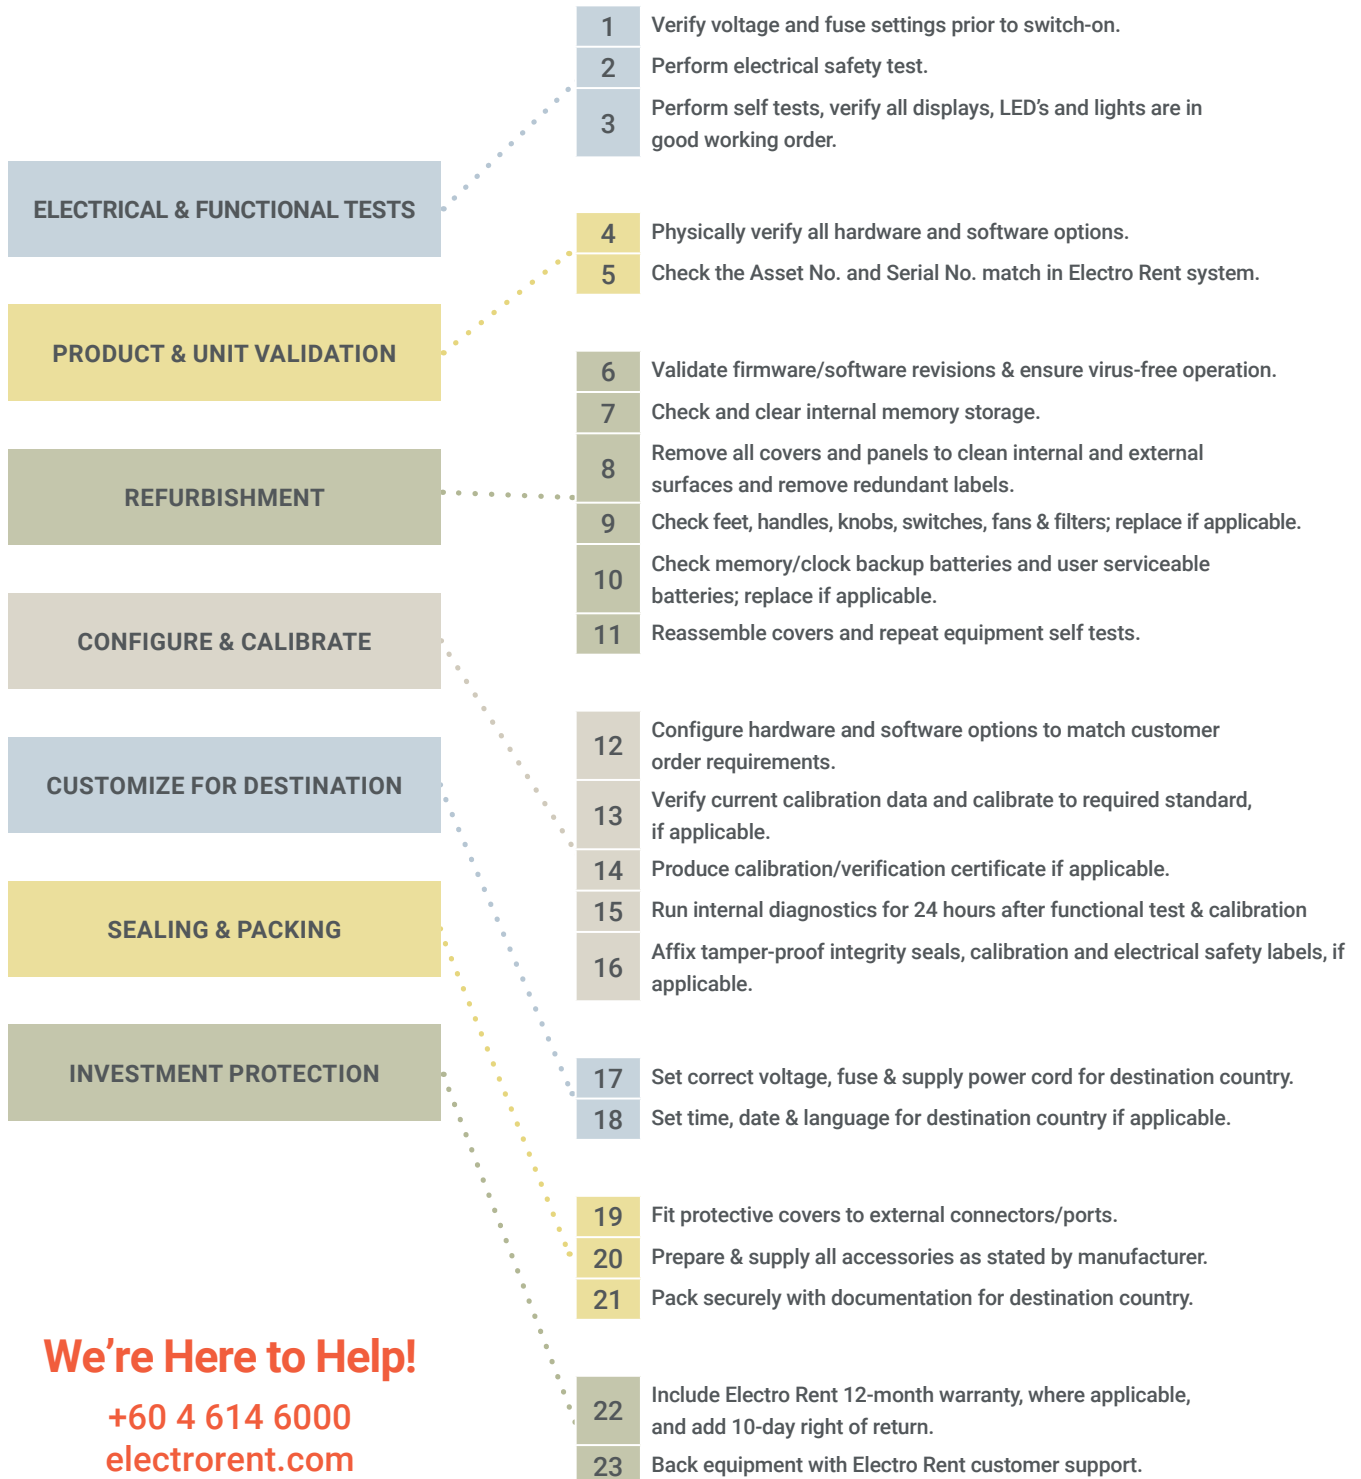 ELECTRICAL & FUNCTIONAL TESTS
1 Verify voltage and fuse settings prior to switch-on.
2 Perform electrical safety test.
3 Perform self tests, verify all displays, LED’s and lights are in
good working order.
PRODUCT & UNIT VALIDATION
4 Physically verify all hardware and software options.
5 Check the Asset No. and Serial No. match in Electro Rent system.
REFURBISHMENT
6 Validate firmware/software revisions & ensure virus-free operation.
7 Check and clear internal memory storage.
8 Remove all covers and panels to clean internal and external
surfaces and remove redundant labels.
9 Check feet, handles, knobs, switches, fans & filters; replace if applicable.
10 Check memory/clock backup batteries and user serviceable
batteries; replace if applicable.
11 Reassemble covers and repeat equipment self tests.
CONFIGURE & CALIBRATE
12 Configure hardware and software options to match customer
order requirements.
13 Verify current calibration data and calibrate to required standard,
if applicable.
14 Produce calibration/verification certificate if applicable.
15 Run internal diagnostics for 24 hours after functional test & calibration
16 Affix tamper-proof integrity seals, calibration and electrical safety labels, if
applicable.
CUSTOMIZE FOR DESTINATION
17 Set correct voltage, fuse & supply power cord for destination country.
18 Set time, date & language for destination country if applicable.
SEALING & PACKING
19 Fit protective covers to external connectors/ports.
20 Prepare & supply all accessories as stated by manufacturer.
21 Pack securely with documentation for destination country.
INVESTMENT PROTECTION
22 Include Electro Rent 12-month warranty, where applicable,
and add 10-day right of return.
23 Back equipment with Electro Rent customer support.
We’re Here to Help!
+60 4 614 6000
electrorent.com